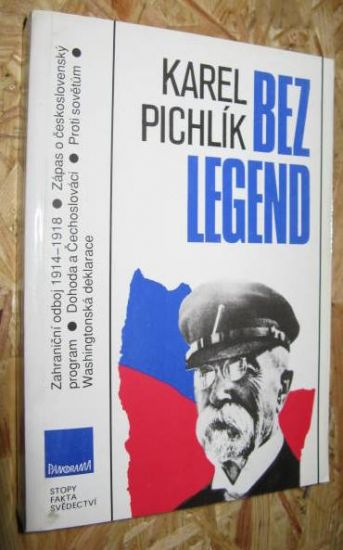 KAREL
PICHLÍK
BEZ
LEGEND
Zahraniční odboj 1914–1918 ● Zápas o československý
program ● Dohoda a Čechoslováci ● Proti sovětům ●
Washingtonská deklarace
PANORAMA
STOPY
FAKTA
SVĚDECTVÍ